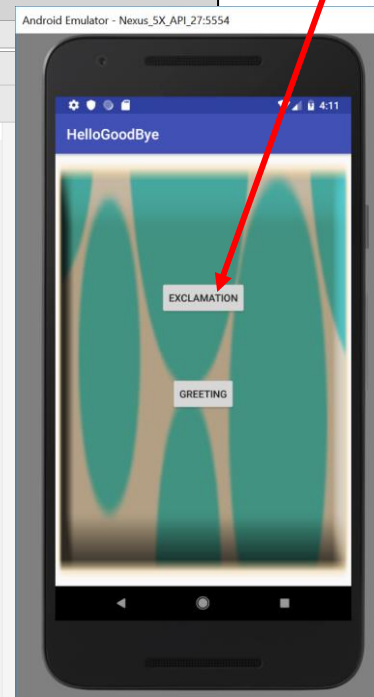 Android Emulator - Nexus_5X_API_27:5554
4:11
HelloGoodBye
EXCLAMATION
GREETING